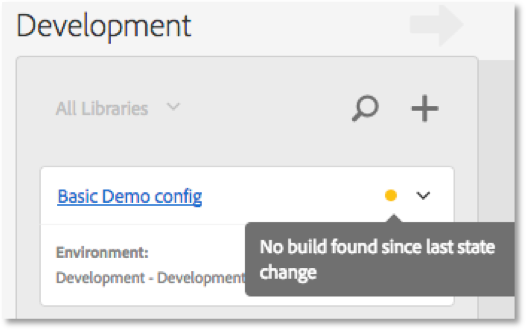 Development
All Libraries
Basic Demo config
No build found since last state
change
Environment:
Development - Development